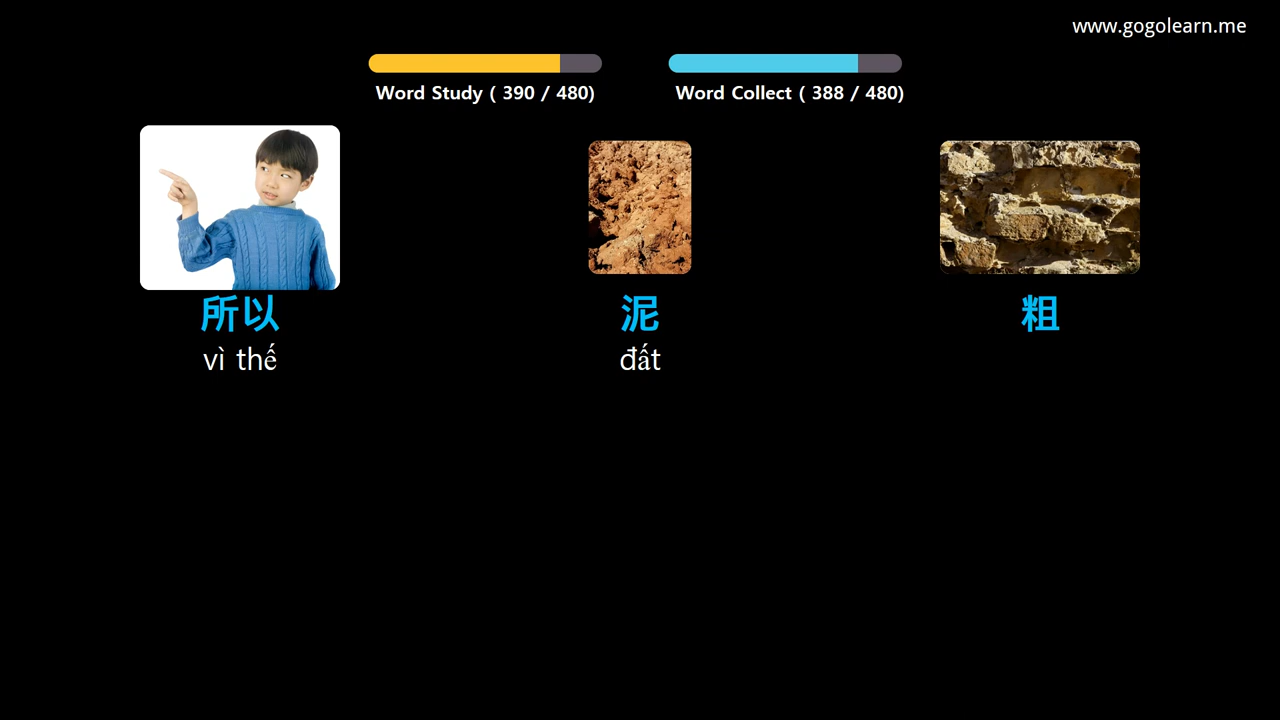 www.gogolearn.me
Word Study ( 390 / 480)
Word Collect ( 388 / 480)
所以
泥
粗
vì thế
đất